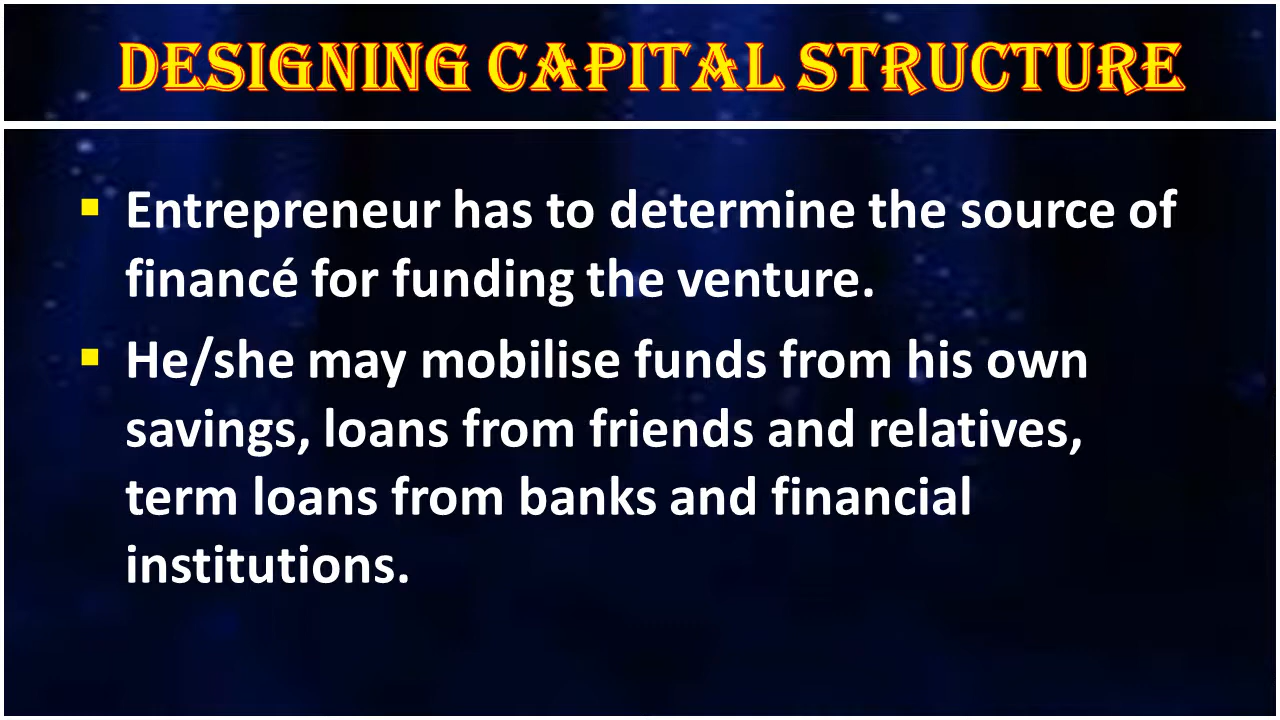 DESIGNING CAPITAL STRUCTURE
▪ Entrepreneur has to determine the source of
financé for funding the venture.
▪ He/she may mobilise funds from his own
savings, loans from friends and relatives,
term loans from banks and financial
institutions.